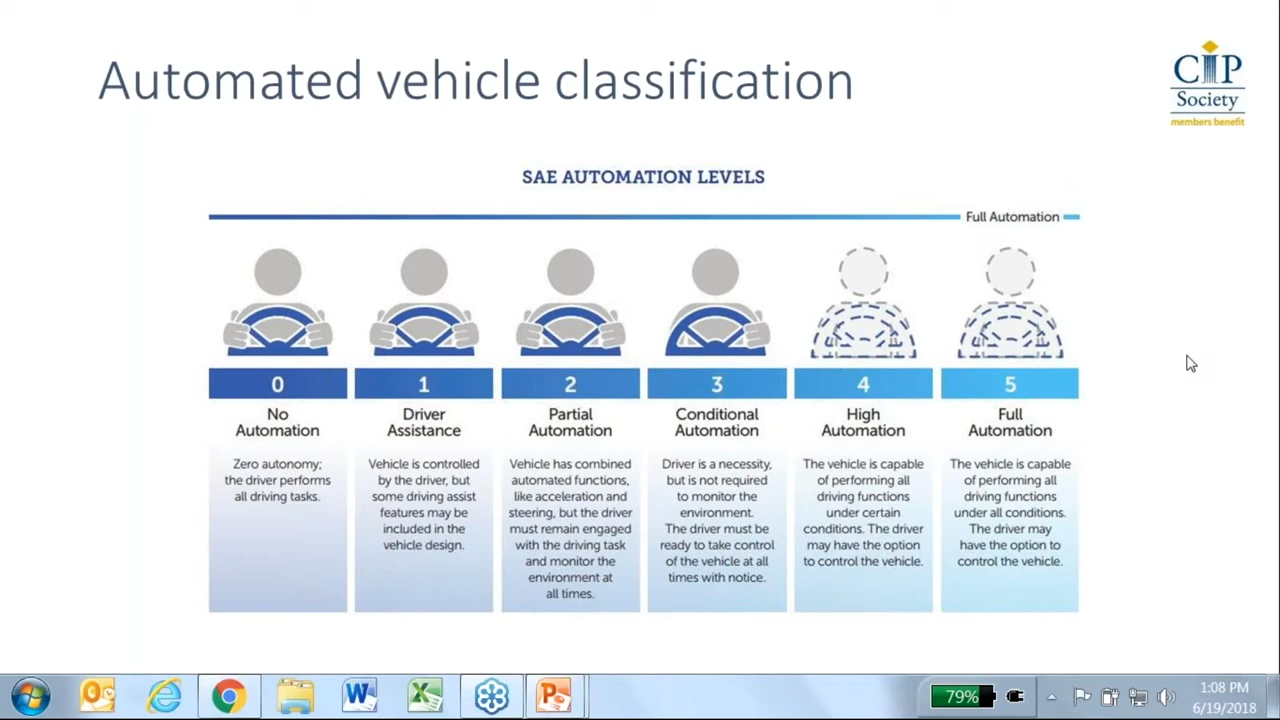 Automated vehicle classification
CIP
Society
members benefit
SAE AUTOMATION LEVELS
Full Automation
0
No
Automation
Zero autonomy;
the driver performs
all driving tasks.
1
Driver
Assistance
Vehicle is controlled
by the driver, but
some driving assist
features may be
included in the
vehicle design.
2
Partial
Automation
Vehicle has combined
automated functions,
like acceleration and
steering, but the driver
must remain engaged
with the driving task
and monitor the
environment at
all times.
3
Conditional
Automation
Driver is a necessity,
but is not required
to monitor the
environment.
The driver must be
ready to take control
of the vehicle at all
times with notice.
4
High
Automation
The vehicle is capable
of performing all
driving functions
under certain
conditions. The driver
may have the option
to control the vehicle.
5
Full
Automation
The vehicle is capable
of performing all
driving functions
under all conditions.
The driver may
have the option to
control the vehicle.
79%
1:08 PM
6/19/2018